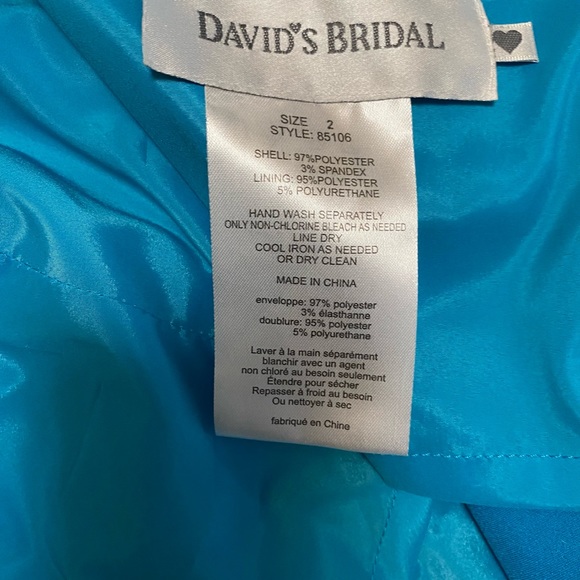 DAVID'S BRIDAL
SIZE 2
STYLE: 85106
SHELL: 97%POLYESTER
3% SPANDEX
LINING: 95%POLYESTER
5% POLYURETHANE
HAND WASH SEPARATELY
ONLY NON-CHLORINE BLEACH AS NEEDED
LINE DRY
COOL IRON AS NEEDED
OR DRY CLEAN
MADE IN CHINA
enveloppe: 97% polyester
3% élasthanne
doublure: 95% polyester
5% polyuréthane
Laver à la main séparément
blanchir avec un agent
non chloré au besoin seulement
Étendre pour sécher
Repasser à froid au besoin
Ou nettoyer à sec
fabriqué en Chine